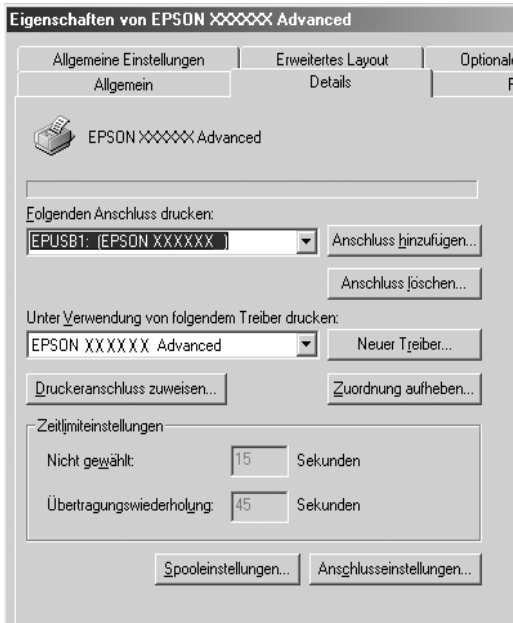 Eigenschaften von EPSON XXXXXX Advanced
Allgemeine Einstellungen Erweitertes Layout Optionale
Allgemein Details
EPSON XXXXXX Advanced
Folgenden Anschluss drucken:
EPUSB1: (EPSON XXXXXX ) Anschluss hinzufügen...
Anschluss löschen...
Unter Verwendung von folgendem Treiber drucken:
EPSON XXXXXX Advanced Neuer Treiber...
Druckeranschluss zuweisen... Zuordnung aufheben...
Zeitlimiteinstellungen
Nicht gewählt: 15 Sekunden
Übertragungswiederholung: 45 Sekunden
Spooleinstellungen... Anschlusseinstellungen...